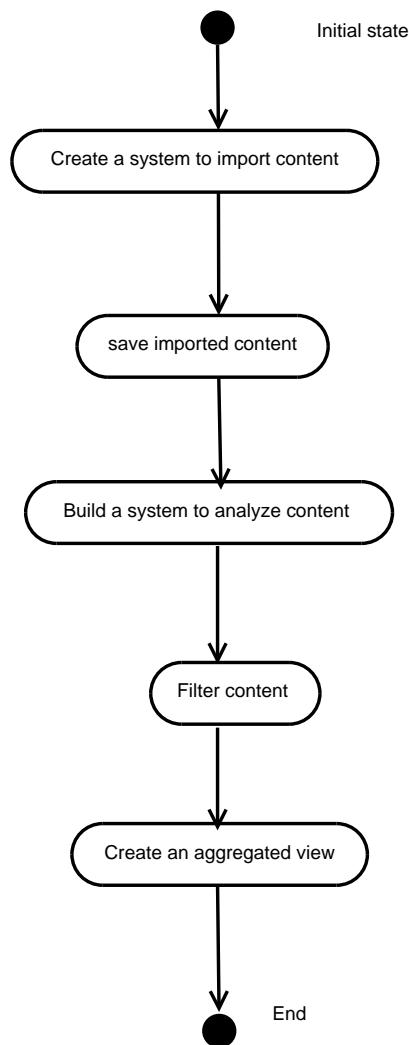 Initial state
Create a system to import content
save imported content
Build a system to analyze content
Filter content
Create an aggregated view
End